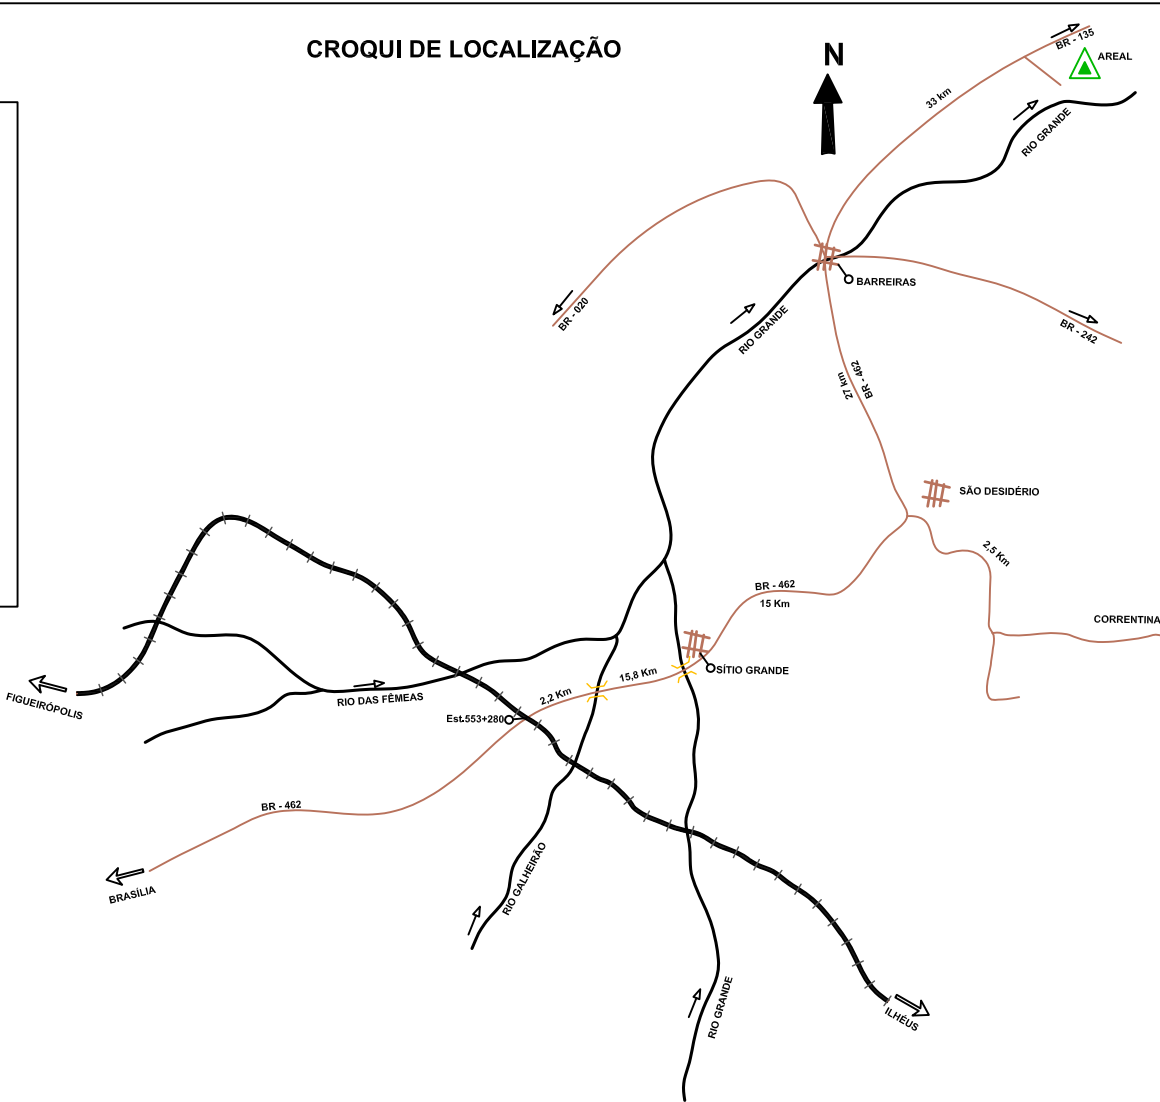 CROQUI DE LOCALIZAÇÃO
N
BR - 135
AREAL
33 km
RIO GRANDE
BARREIRAS
BR - 020
RIO GRANDE
BR - 242
BR - 462
27 km
SÃO DESIDÉRIO
2,5 Km
BR - 462
15 Km
CORRENTINA
SÍTIO GRANDE
15,8 Km
2,2 Km
RIO DAS FÊMEAS
FIGUEIRÓPOLIS
Est.553+280
BR - 462
BRASÍLIA
RIO GALHEIRÃO
RIO GRANDE
ILHÉUS